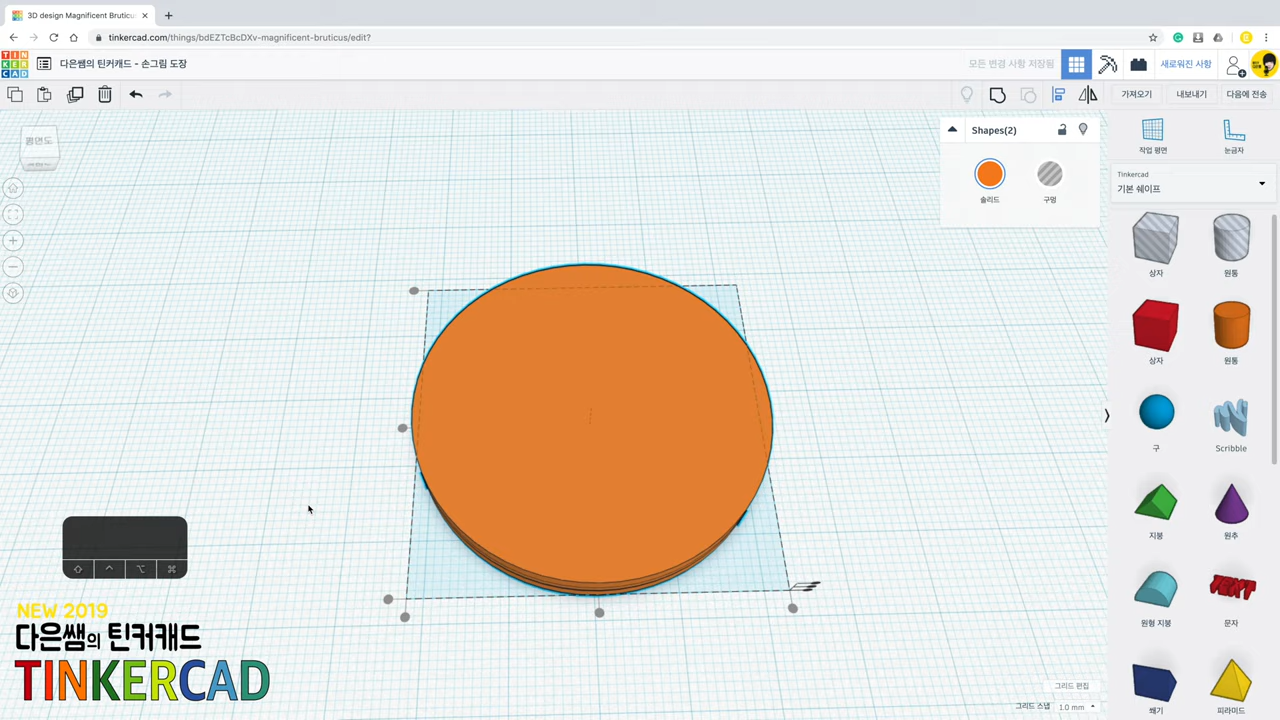 3D design Magnificent Bruticus
tinkercad.com/things/bdEZTcBcDXv-magnificent-bruticus/edit?
TIN
KER
CAD
다은쌤의 틴커캐드 - 손그림 도장
모든 변경 사항 저장됨
새로워진 사항
가져오기
내보내기
다음에 전송
평면도
Shapes(2)
솔리드
구멍
작업 평면
눈금자
Tinkercad
기본 쉐이프
상자
원통
상자
원통
구
Scribble
지붕
원추
원형 지붕
문자
쐐기
피라미드
그리드 편집
그리드 스냅 1.0 mm
NEW 2019
다은쌤의 틴커캐드
TINKERCAD